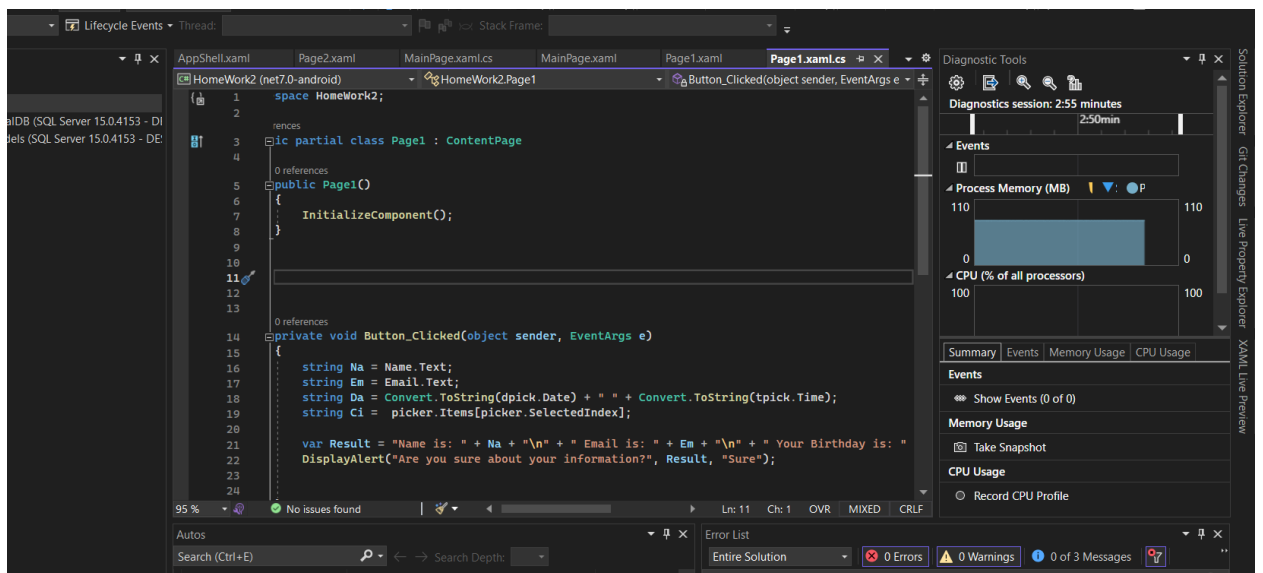 Lifecycle Events Thread: Stack Frame:
AppShell.xaml Page2.xaml MainPage.xaml.cs MainPage.xaml Page1.xaml Page1.xaml.cs
HomeWork2 (net7.0-android) HomeWork2.Page1 Button_Clicked(object sender, EventArgs e
alDB (SQL Server 15.0.4153 - DI
dels (SQL Server 15.0.4153 - DE:
1 space HomeWork2;
2
rences
3 ic partial class Page1 : ContentPage
4
0 references
5 public Page1()
6 {
7 InitializeComponent();
8 }
9
10
11
12
13
0 references
14 private void Button_Clicked(object sender, EventArgs e)
15 {
16 string Na = Name.Text;
17 string Em = Email.Text;
18 string Da = Convert.ToString(dpick.Date) + " " + Convert.ToString(tpick.Time);
19 string Ci =  picker.Items[picker.SelectedIndex];
20
21 var Result = "Name is: " + Na + "\n" + " Email is: " + Em + "\n" + " Your Birthday is: "
22 DisplayAlert("Are you sure about your information?", Result, "Sure");
23
24
95 % No issues found Ln: 11 Ch: 1 OVR MIXED CRLF
Autos
Search (Ctrl+E) Search Depth:
Error List
Entire Solution 0 Errors 0 Warnings 0 of 3 Messages
Diagnostic Tools
Diagnostics session: 2:55 minutes
2:50min
Events
Process Memory (MB) P
110 110
0 0
CPU (% of all processors)
100 100
Summary Events Memory Usage CPU Usage
Events
Show Events (0 of 0)
Memory Usage
Take Snapshot
CPU Usage
Record CPU Profile
Solution Explorer
Git Changes
Live Property Explorer
XAML Live Preview